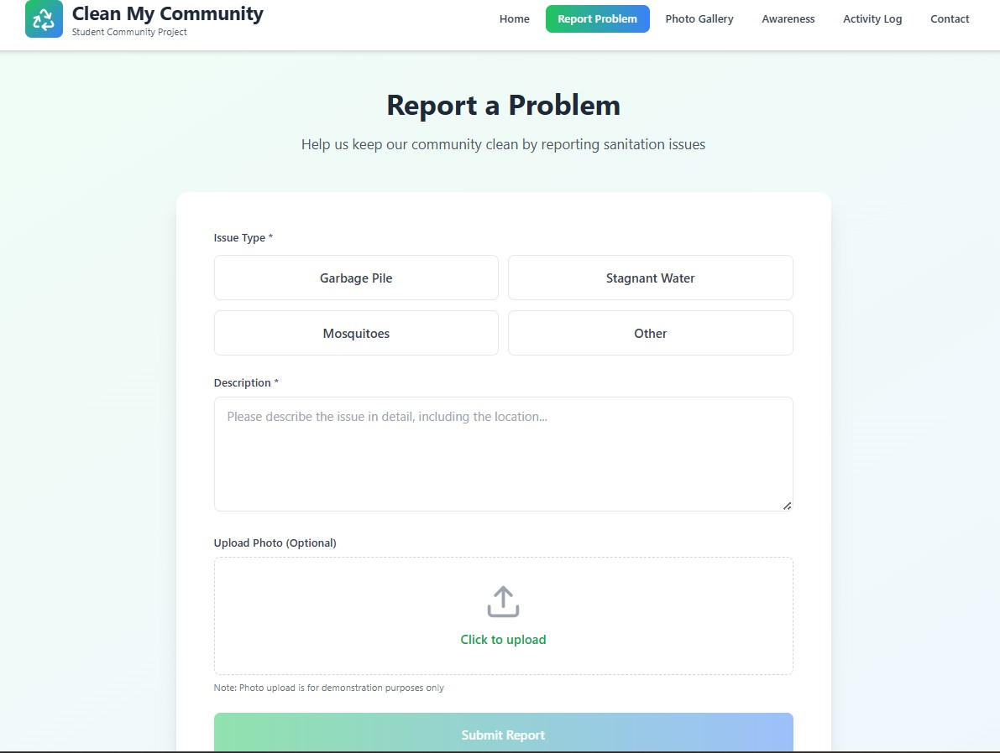 Clean My Community
Student Community Project
Home Report Problem Photo Gallery Awareness Activity Log Contact
Report a Problem
Help us keep our community clean by reporting sanitation issues
Issue Type *
Garbage Pile Stagnant Water
Mosquitoes Other
Description *
Please describe the issue in detail, including the location...
Upload Photo (Optional)
Click to upload
Note: Photo upload is for demonstration purposes only
Submit Report